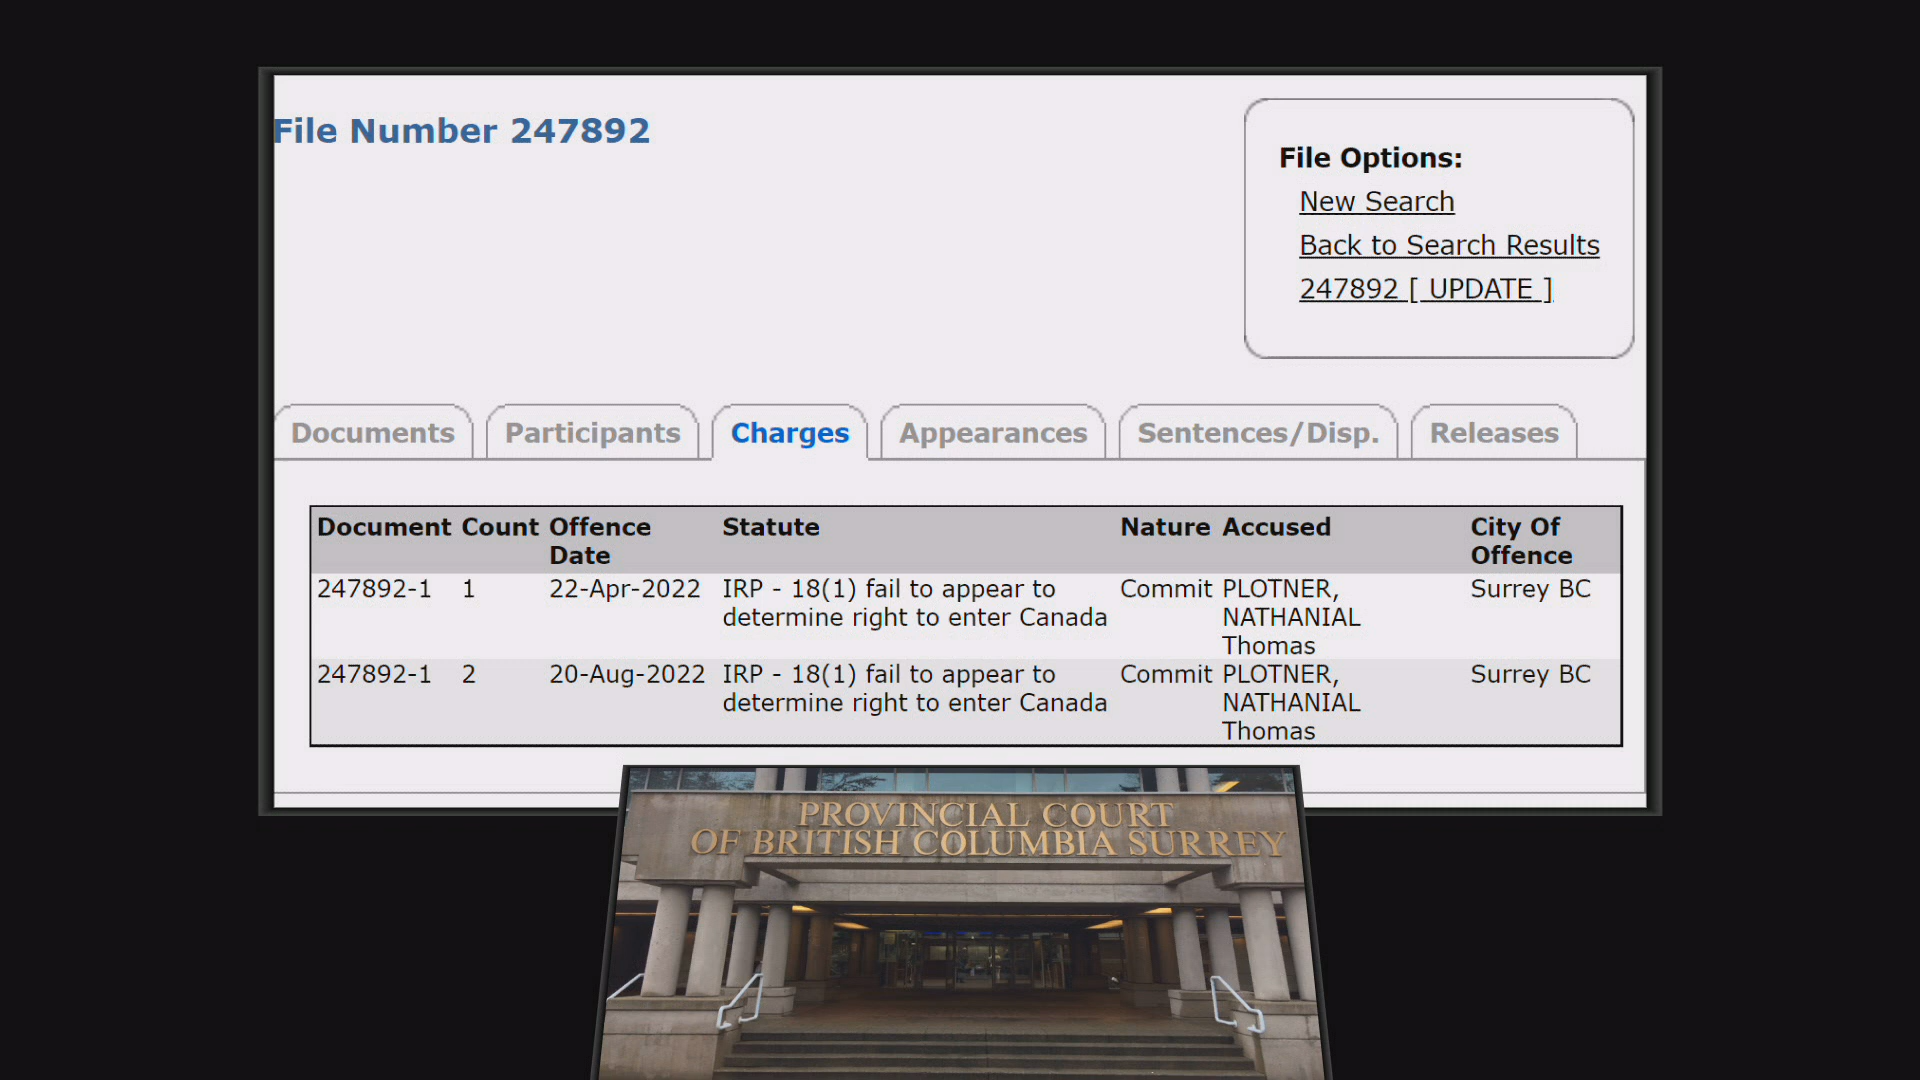 File Number 247892
File Options:
New Search
Back to Search Results
247892 [ UPDATE ]
Documents Participants Charges Appearances Sentences/Disp. Releases
Document Count Offence Date Statute Nature Accused City Of Offence
247892-1 1 22-Apr-2022 IRP - 18(1) fail to appear to Commit PLOTNER, Surrey BC
determine right to enter Canada NATHANIAL
Thomas
247892-1 2 20-Aug-2022 IRP - 18(1) fail to appear to Commit PLOTNER, Surrey BC
determine right to enter Canada NATHANIAL
Thomas
PROVINCIAL COURT
OF BRITISH COLUMBIA SURREY